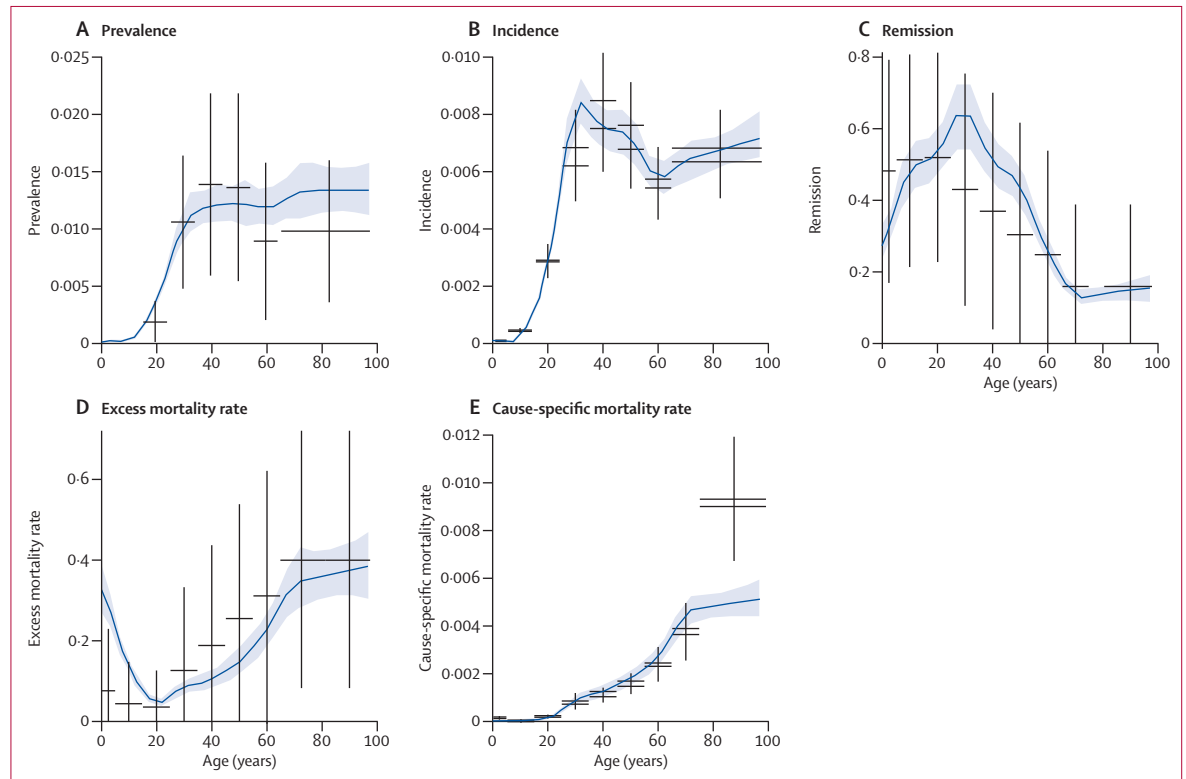 A Prevalence
0·025
0·020
0·015
0·010
0·005
0
Prevalence
0 20 40 60 80 100
B Incidence
0·010
0·008
0·006
0·004
0·002
0
Incidence
0 20 40 60 80 100
C Remission
0·8
0·6
0·4
0·2
0
Remission
0 20 40 60 80 100
Age (years)
D Excess mortality rate
0·6
0·4
0·2
0
Excess mortality rate
0 20 40 60 80 100
Age (years)
E Cause-specific mortality rate
0·012
0·010
0·008
0·006
0·004
0·002
0
Cause-specific mortality rate
0 20 40 60 80 100
Age (years)